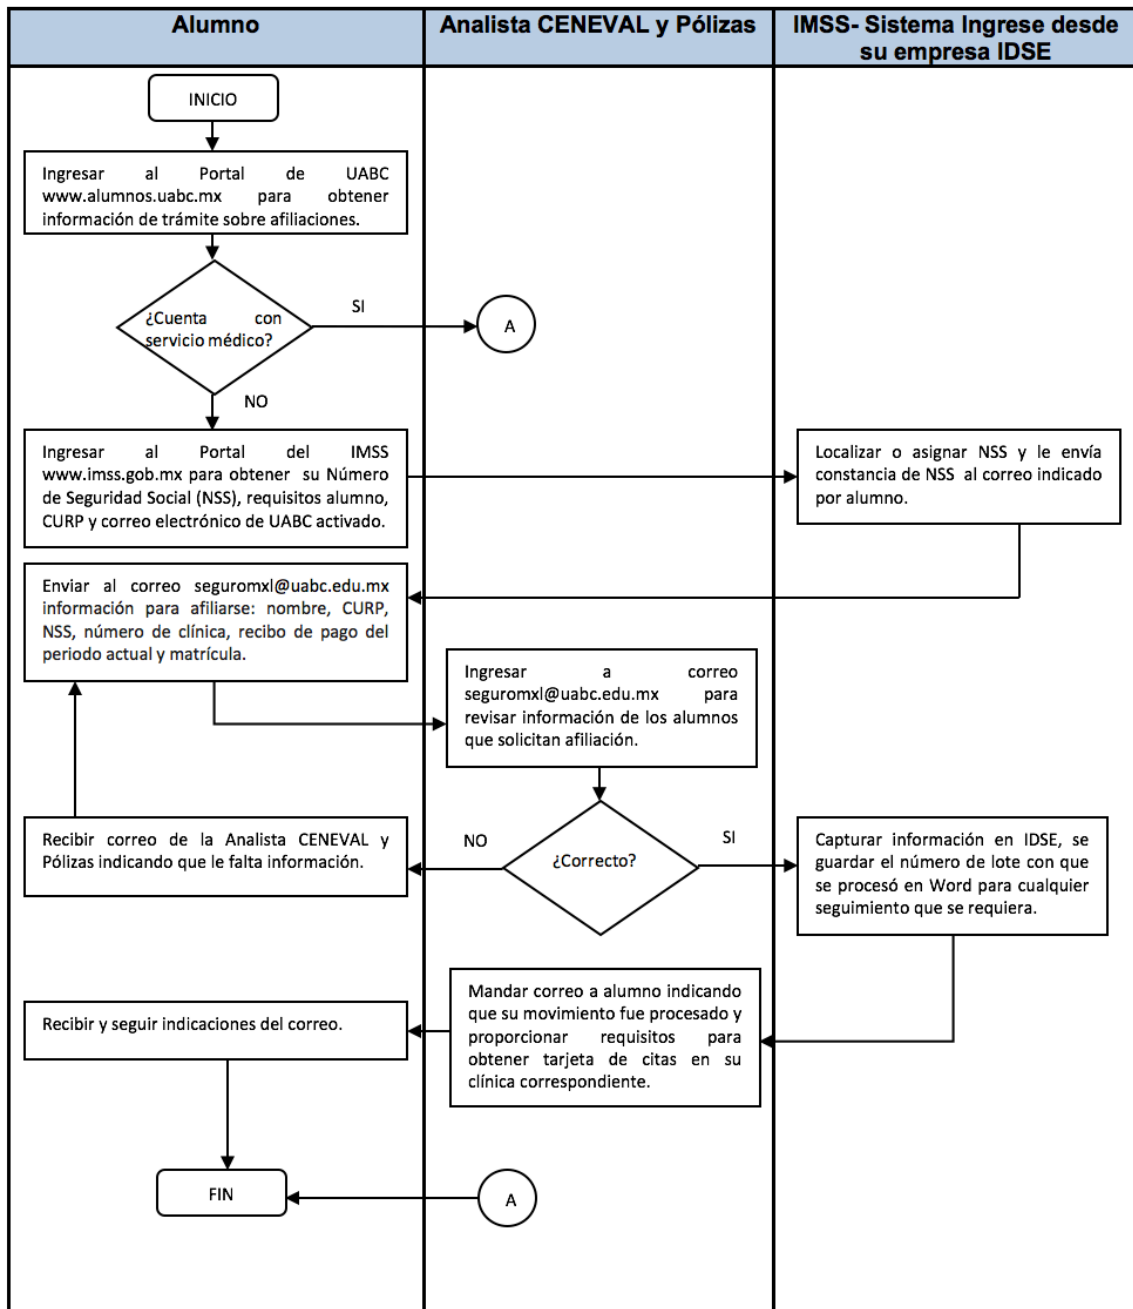 Alumno
Analista CENEVAL y Pólizas
IMSS- Sistema Ingrese desde
su empresa IDSE
INICIO
Ingresar al Portal de UABC
www.alumnos.uabc.mx para obtener
información de trámite sobre afiliaciones.
¿Cuenta con
servicio médico?
SI
A
NO
Ingresar al Portal del IMSS
www.imss.gob.mx para obtener su Número
de Seguridad Social (NSS), requisitos alumno,
CURP y correo electrónico de UABC activado.
Localizar o asignar NSS y le envía
constancia de NSS al correo indicado
por alumno.
Enviar al correo seguromxl@uabc.edu.mx
información para afiliarse: nombre, CURP,
NSS, número de clínica, recibo de pago del
periodo actual y matrícula.
Ingresar a correo
seguromxl@uabc.edu.mx para
revisar información de los alumnos
que solicitan afiliación.
Recibir correo de la Analista CENEVAL y
Pólizas indicando que le falta información.
NO
¿Correcto?
SI
Capturar información en IDSE, se
guardar el número de lote con que
se procesó en Word para cualquier
seguimiento que se requiera.
Mandar correo a alumno indicando
que su movimiento fue procesado y
proporcionar requisitos para
obtener tarjeta de citas en su
clínica correspondiente.
Recibir y seguir indicaciones del correo.
FIN
A